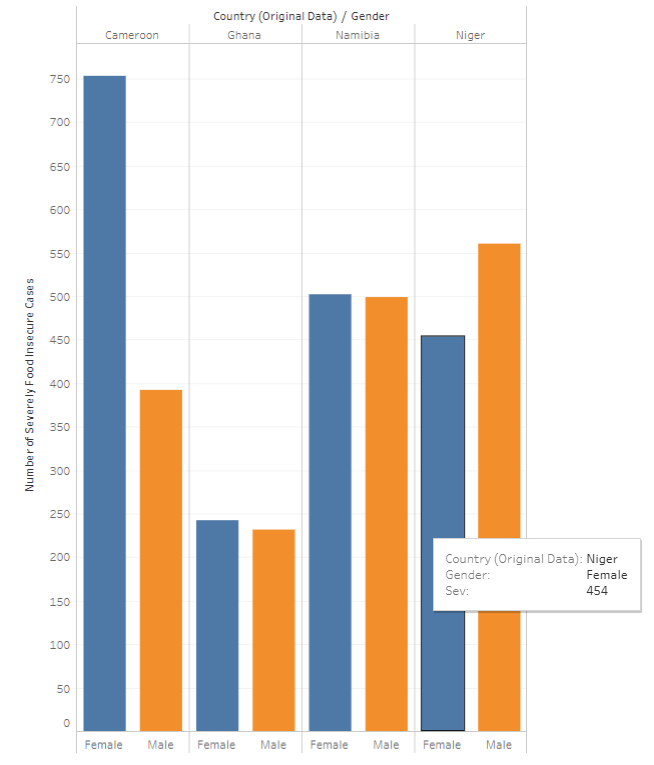 Country (Original Data) / Gender
Cameroon Ghana Namibia Niger
750
700
650
600
550
500
450
400
350
300
250
200
150
100
50
0
Number of Severely Food Insecure Cases
Country (Original Data): Niger
Gender: Female
Sev: 454
Female Male Female Male Female Male Female Male